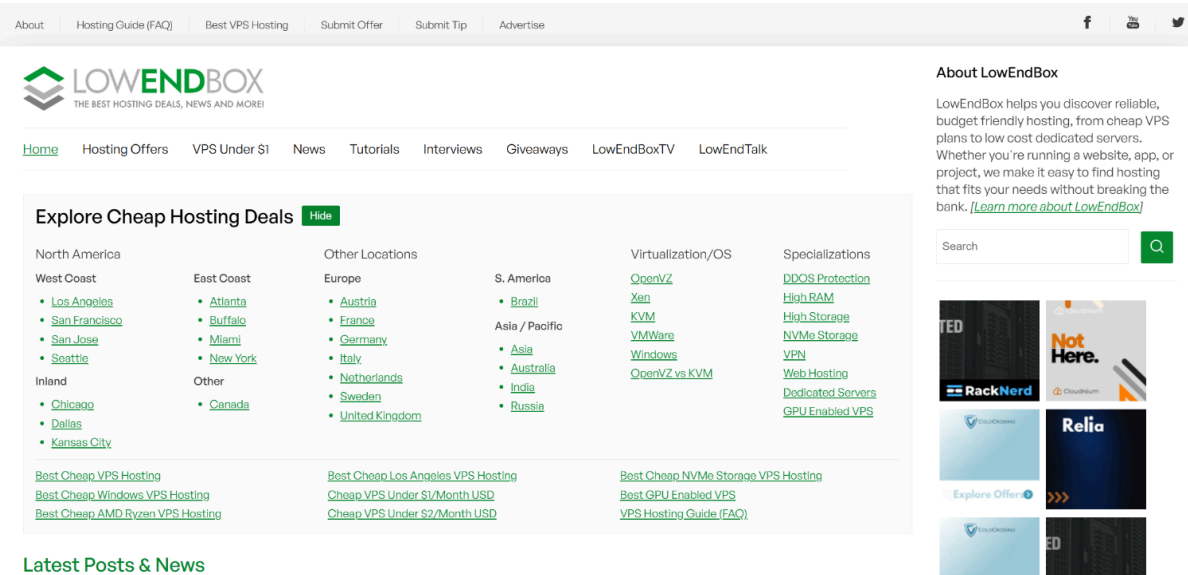 About
Hosting Guide (FAQ)
Best VPS Hosting
Submit Offer
Submit Tip
Advertise
You
Tube
LOWENDBOX
THE BEST HOSTING DEALS, NEWS AND MORE!
Home
Hosting Offers
VPS Under $1
News
Tutorials
Interviews
Giveaways
LowEndBoxTV
LowEndTalk
Explore Cheap Hosting Deals
Hide
North America
West Coast
• Los Angeles
• San Francisco
• San Jose
• Seattle
Inland
• Chicago
• Dallas
• Kansas City
East Coast
• Atlanta
• Buffalo
• Miami
• New York
Other
• Canada
Other Locations
Europe
• Austria
• France
• Germany
• Italy
• Netherlands
• Sweden
• United Kingdom
S. America
• Brazil
Asia / Pacific
• Asia
• Australia
• India
• Russia
Virtualization/OS
OpenVZ
Xen
KVM
VMWare
Windows
OpenVZ vs KVM
Specializations
DDOS Protection
High RAM
High Storage
NVMe Storage
VPN
Web Hosting
Dedicated Servers
GPU Enabled VPS
Best Cheap VPS Hosting
Best Cheap Windows VPS Hosting
Best Cheap AMD Ryzen VPS Hosting
Best Cheap Los Angeles VPS Hosting
Cheap VPS Under $1/Month USD
Cheap VPS Under $2/Month USD
Best Cheap NVMe Storage VPS Hosting
Best GPU Enabled VPS
VPS Hosting Guide (FAQ)
Latest Posts & News
About LowEndBox
LowEndBox helps you discover reliable,
budget friendly hosting, from cheap VPS
plans to low cost dedicated servers.
Whether you're running a website, app, or
project, we make it easy to find hosting
that fits your needs without breaking the
bank. [Learn more about LowEndBox]
Search
TED
RackNerd
Cloudnium
Not
Here.
Cloudnium
COLOCROSSING
Explore Offers
Relia
COLOCROSSING
ED